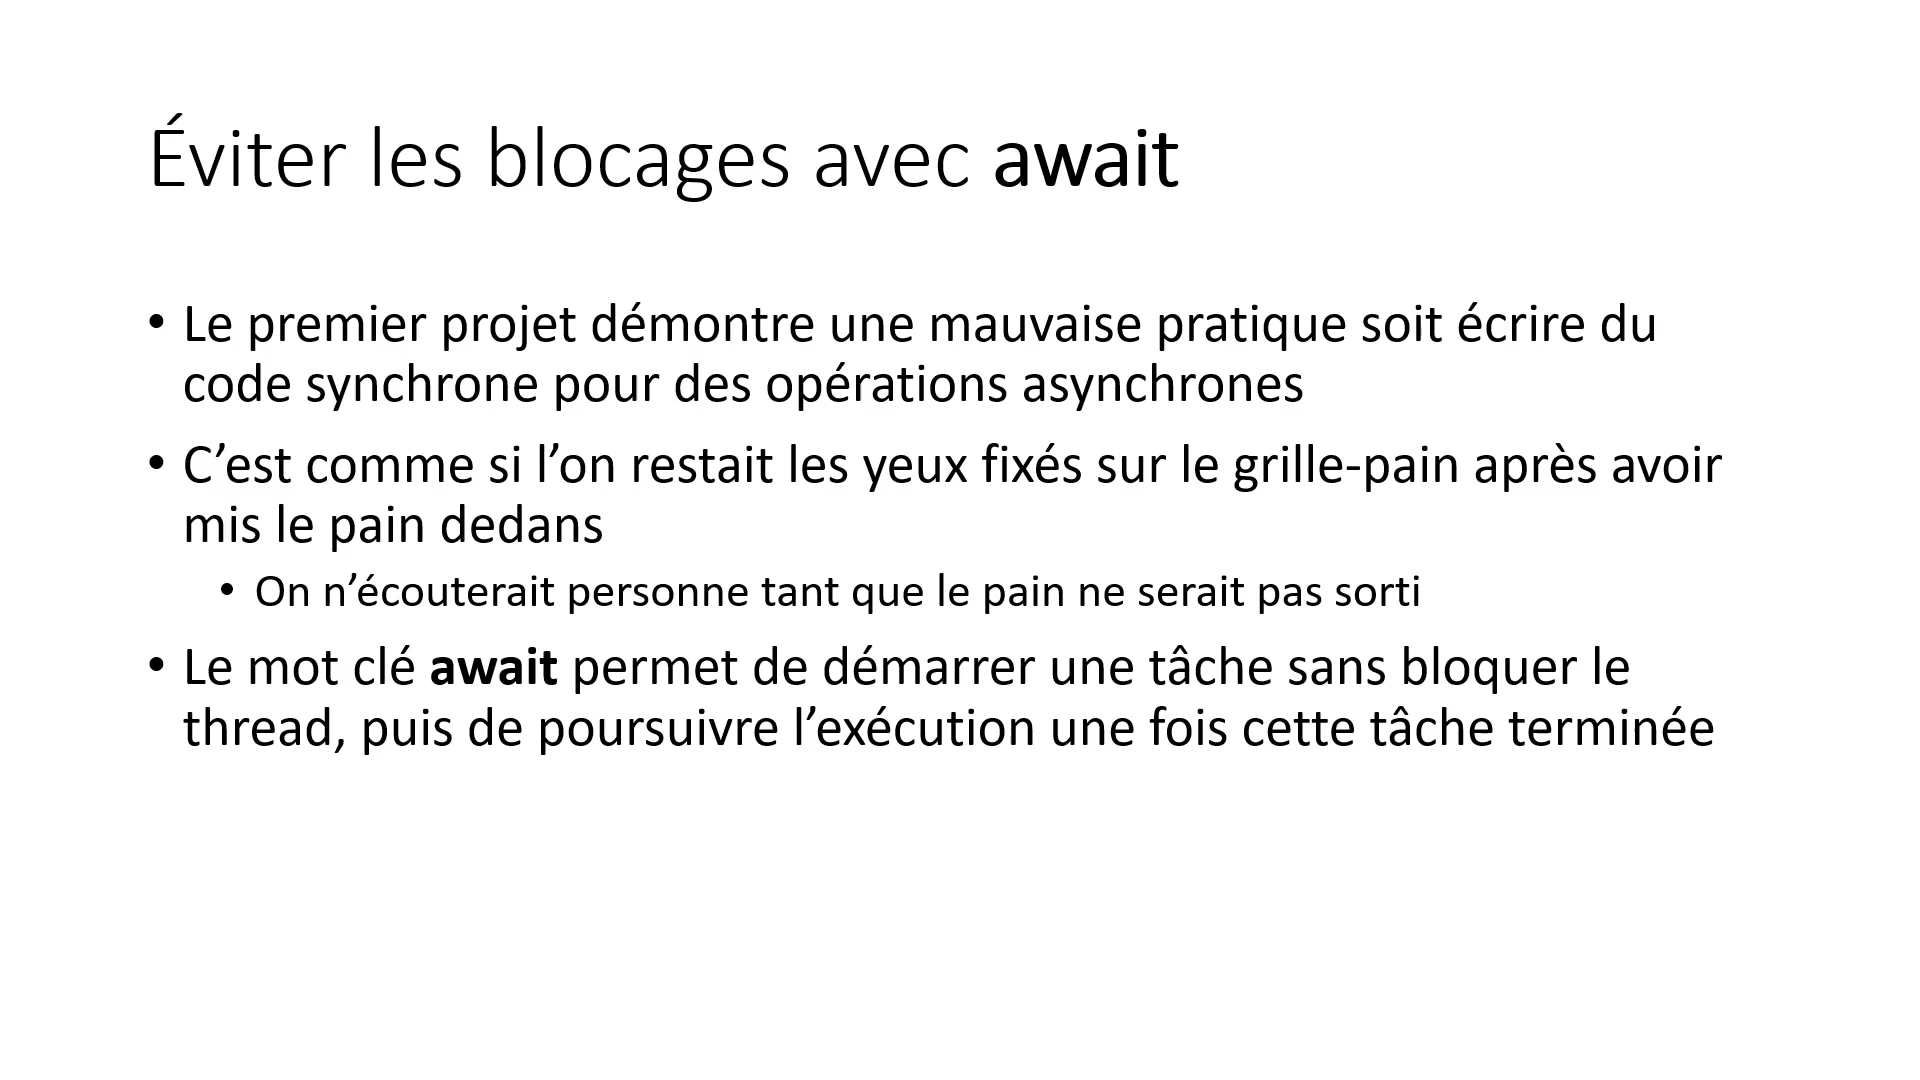 Éviter les blocages avec await
• Le premier projet démontre une mauvaise pratique soit écrire du
code synchrone pour des opérations asynchrones
• C’est comme si l’on restait les yeux fixés sur le grille-pain après avoir
mis le pain dedans
• On n’écouterait personne tant que le pain ne serait pas sorti
• Le mot clé await permet de démarrer une tâche sans bloquer le
thread, puis de poursuivre l’exécution une fois cette tâche terminée